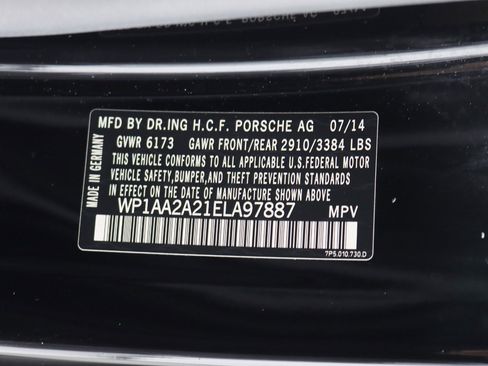 MFD BY DR.ING H.C.F. PORSCHE AG 07/14
GVWR 6173 GAWR FRONT/REAR 2910/3384 LBS
THIS VEHICLE CONFORMS TO ALL APPLICABLE U.S.FEDERAL MOTOR
VEHICLE SAFETY,BUMPER,AND THEFT PREVENTION STANDARDS
IN EFFECT ON THE DATE OF MANUFACTURE SHOWN ABOVE
WP1AA2A21ELA97887 MPV
7P5.010.730.D
MADE IN GERMANY